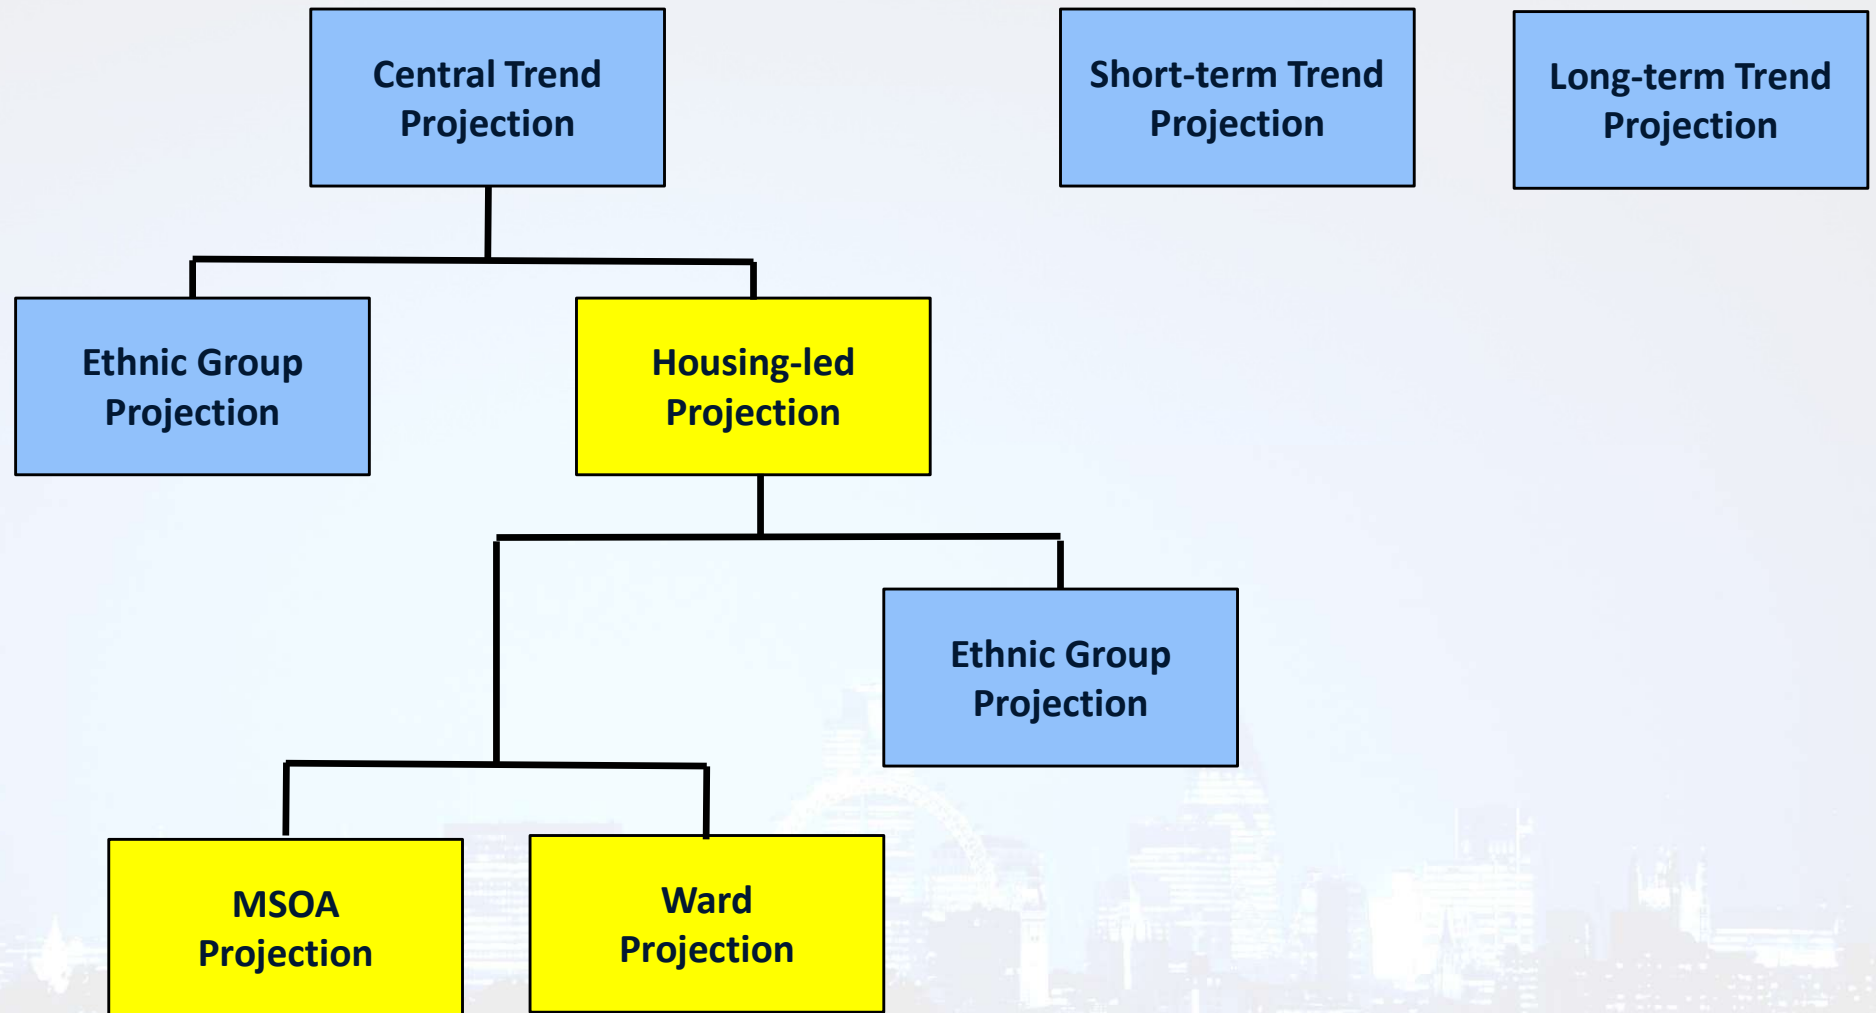 Central Trend
Projection
Short-term Trend
Projection
Long-term Trend
Projection
Ethnic Group
Projection
Housing-led
Projection
Ethnic Group
Projection
MSOA
Projection
Ward
Projection